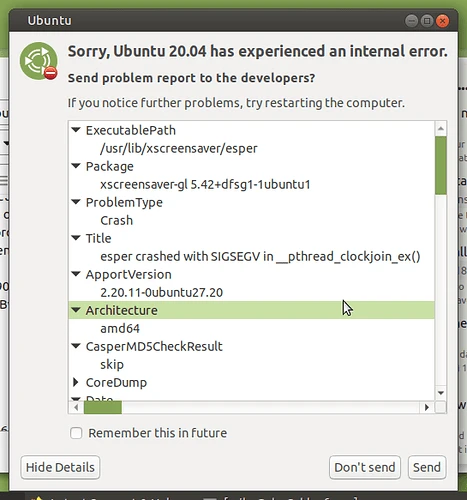 Ubuntu
Sorry, Ubuntu 20.04 has experienced an internal error.
Send problem report to the developers?
If you notice further problems, try restarting the computer.
ExecutablePath
/usr/lib/xscreensaver/esper
Package
xscreensaver-gl 5.42+dfsg1-1ubuntu1
ProblemType
Crash
Title
esper crashed with SIGSEGV in __pthread_clockjoin_ex()
ApportVersion
2.20.11-0ubuntu27.20
Architecture
amd64
CasperMD5CheckResult
skip
CoreDump
Date
Remember this in future
Hide Details
Don't send
Send